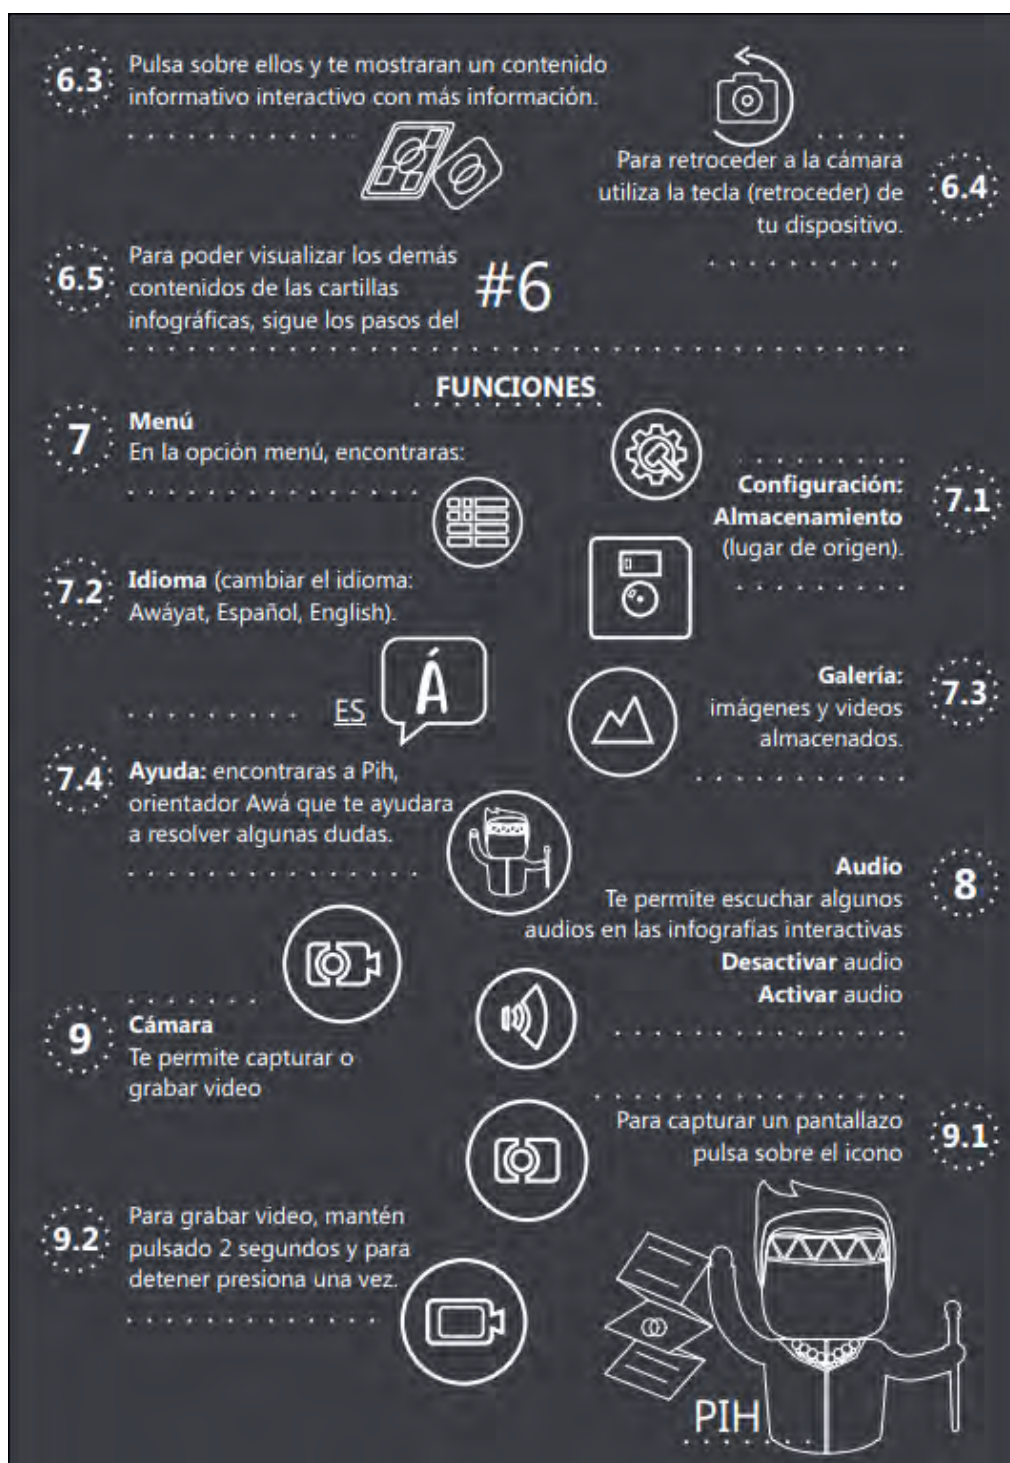 6.3
Pulsa sobre ellos y te mostraran un contenido
informativo interactivo con más información.
6.4
Para retroceder a la cámara
utiliza la tecla (retroceder) de
tu dispositivo.
6.5
Para poder visualizar los demás
contenidos de las cartillas
infográficas, sigue los pasos del
#6
FUNCIONES
7
Menú
En la opción menú, encontraras:
7.1
Configuración:
Almacenamiento
(lugar de origen).
7.2
Idioma (cambiar el idioma:
Awáyat, Español, English).
ES
Á
7.3
Galería:
imágenes y videos
almacenados.
7.4
Ayuda: encontraras a Pih,
orientador Awá que te ayudara
a resolver algunas dudas.
8
Audio
Te permite escuchar algunos
audios en las infografías interactivas
Desactivar audio
Activar audio
9
Cámara
Te permite capturar o
grabar video
9.1
Para capturar un pantallazo
pulsa sobre el icono
9.2
Para grabar video, mantén
pulsado 2 segundos y para
detener presiona una vez.
PIH